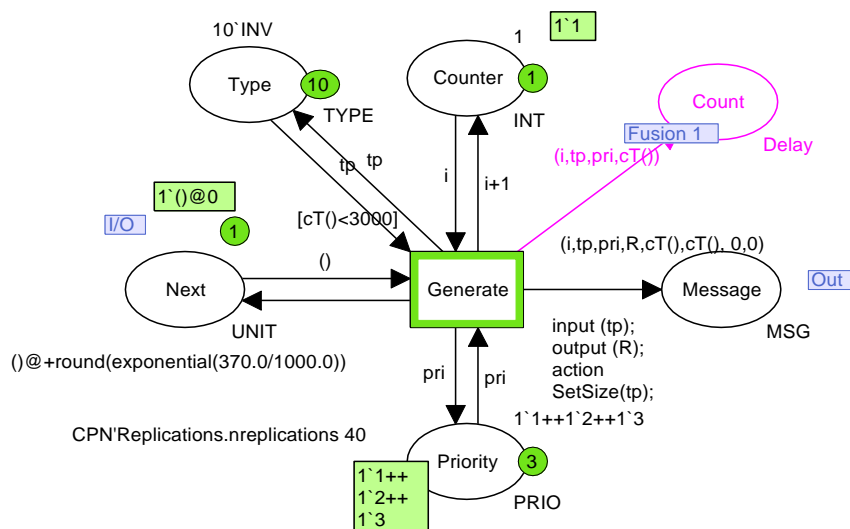 10`INV
1
1`1
Type
10
TYPE
Counter
1
INT
Count
Fusion 1
Delay
tp
tp
i
i+1
(i,tp,pri,cT())
1`()@0
I/O
1
[cT()<3000]
(i,tp,pri,R,cT(),cT(), 0,0)
()
Next
Generate
Message
Out
UNIT
MSG
()@+round(exponential(370.0/1000.0))
pri
pri
input (tp);
output (R);
action
SetSize(tp);
1`1++1`2++1`3
CPN'Replications.nreplications 40
Priority
3
PRIO
1`1++
1`2++
1`3